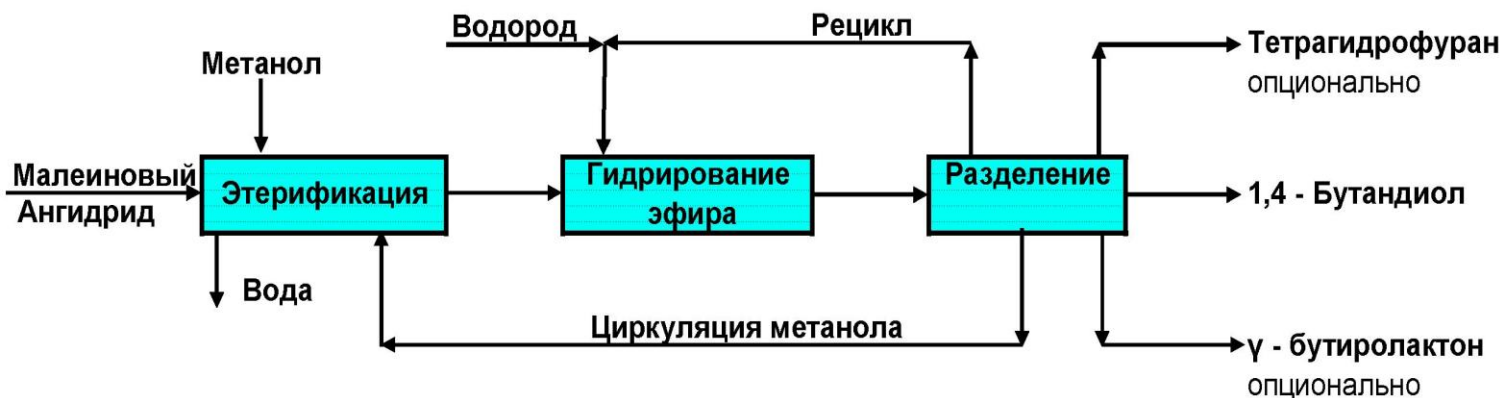 Водород
Рецикл
Тетрагидрофуран
опционально
Метанол
Малеиновый
Ангидрид
Этерификация
Гидрирование
эфира
Разделение
1,4 - Бутандиол
Вода
Циркуляция метанола
γ - бутиролактон
опционально